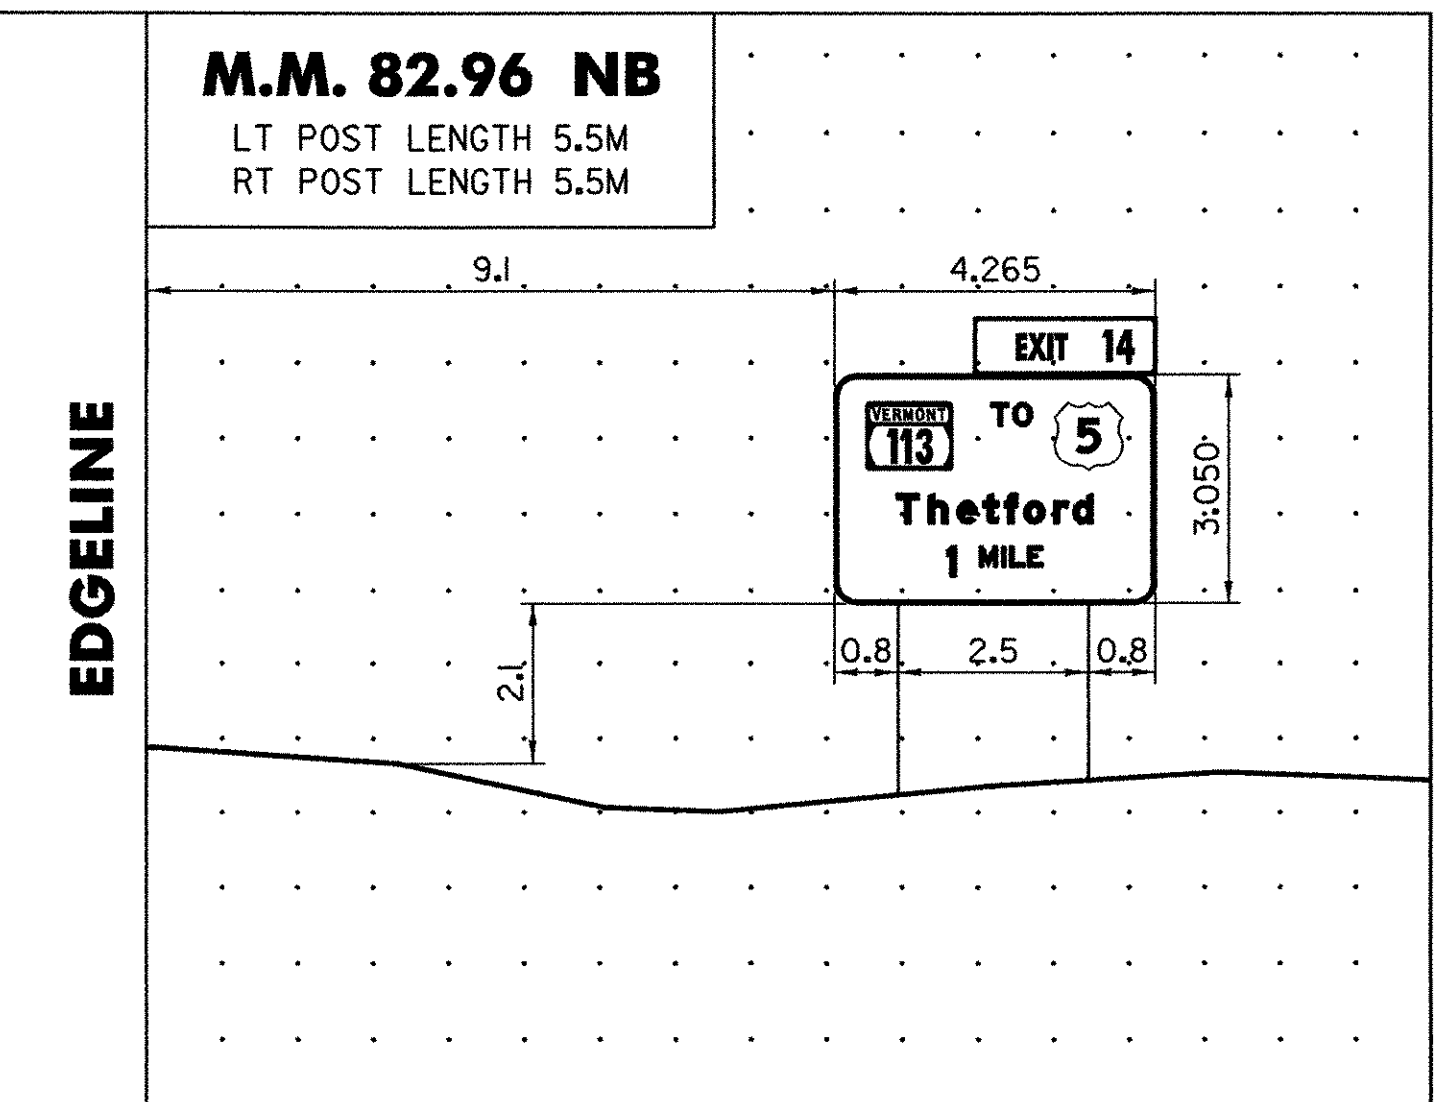 M.M. 82.96 NB
LT POST LENGTH 5.5M
RT POST LENGTH 5.5M
9.1
4.265
EXIT 14
VERMONT
113
TO
5
Thetford
1 MILE
3.050
EDGELINE
2.1
0.8
2.5
0.8